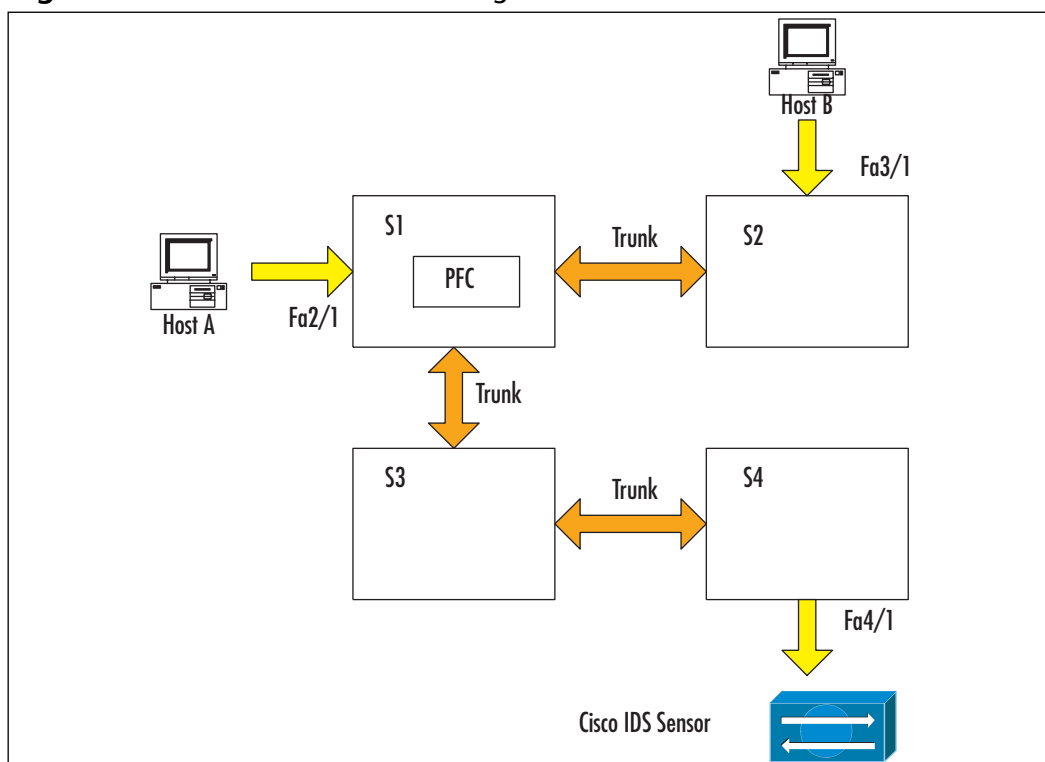 Host B
Fa3/1
S1
Trunk
S2
PFC
Host A
Fa2/1
Trunk
S3
Trunk
S4
Fa4/1
Cisco IDS Sensor